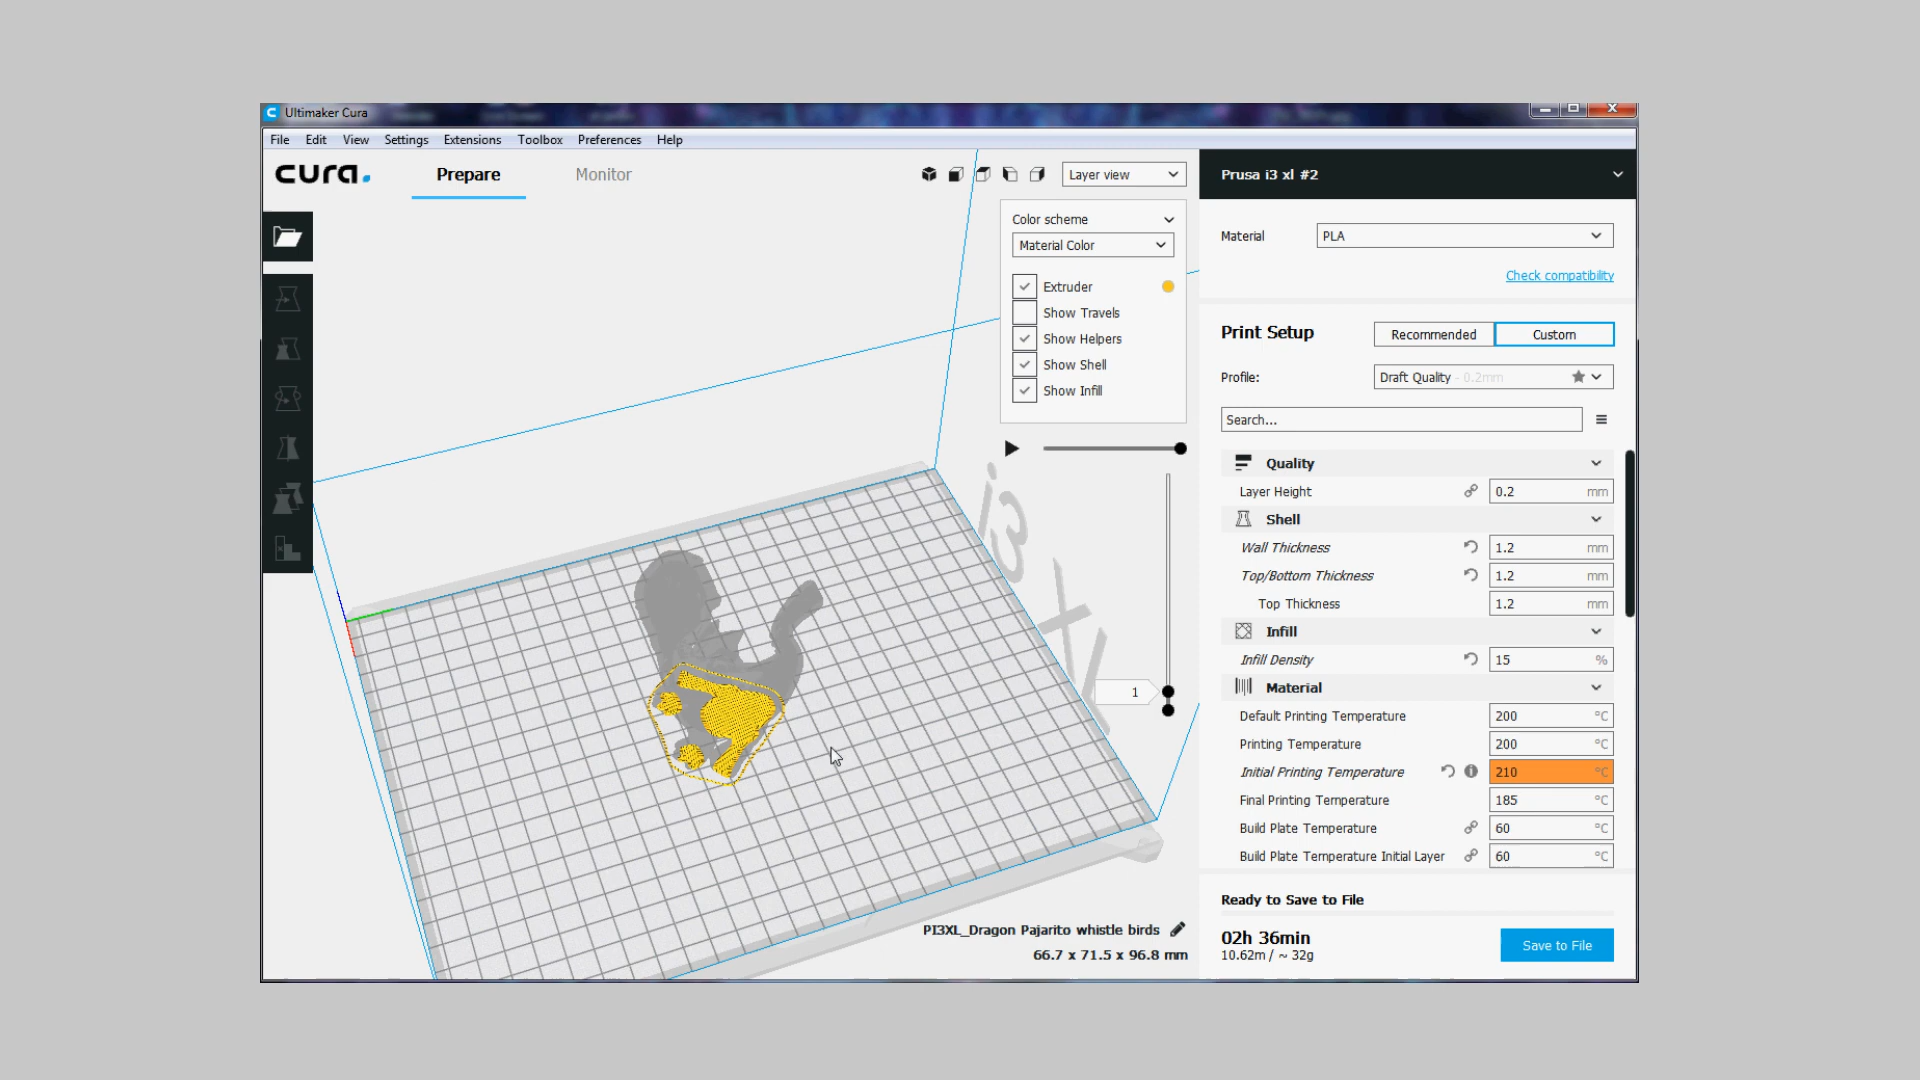 Ultimaker Cura
File Edit View Settings Extensions Toolbox Preferences Help
cura.
Prepare
Monitor
Layer view
Prusa i3 xl #2
Color scheme
Material Color
Extruder
Show Travels
Show Helpers
Show Shell
Show Infill
Material
PLA
Check compatibility
Print Setup
Recommended
Custom
Profile:
Draft Quality - 0.2mm
Search...
Quality
Layer Height 0.2 mm
Shell
Wall Thickness 1.2 mm
Top/Bottom Thickness 1.2 mm
Top Thickness 1.2 mm
Infill
Infill Density 15 %
Material
Default Printing Temperature 200 °C
Printing Temperature 200 °C
Initial Printing Temperature 210 °C
Final Printing Temperature 185 °C
Build Plate Temperature 60 °C
Build Plate Temperature Initial Layer 60 °C
i3
XL
1
PI3XL_Dragon Pajarito whistle birds
66.7 x 71.5 x 96.8 mm
Ready to Save to File
02h 36min
10.62m / ~ 32g
Save to File